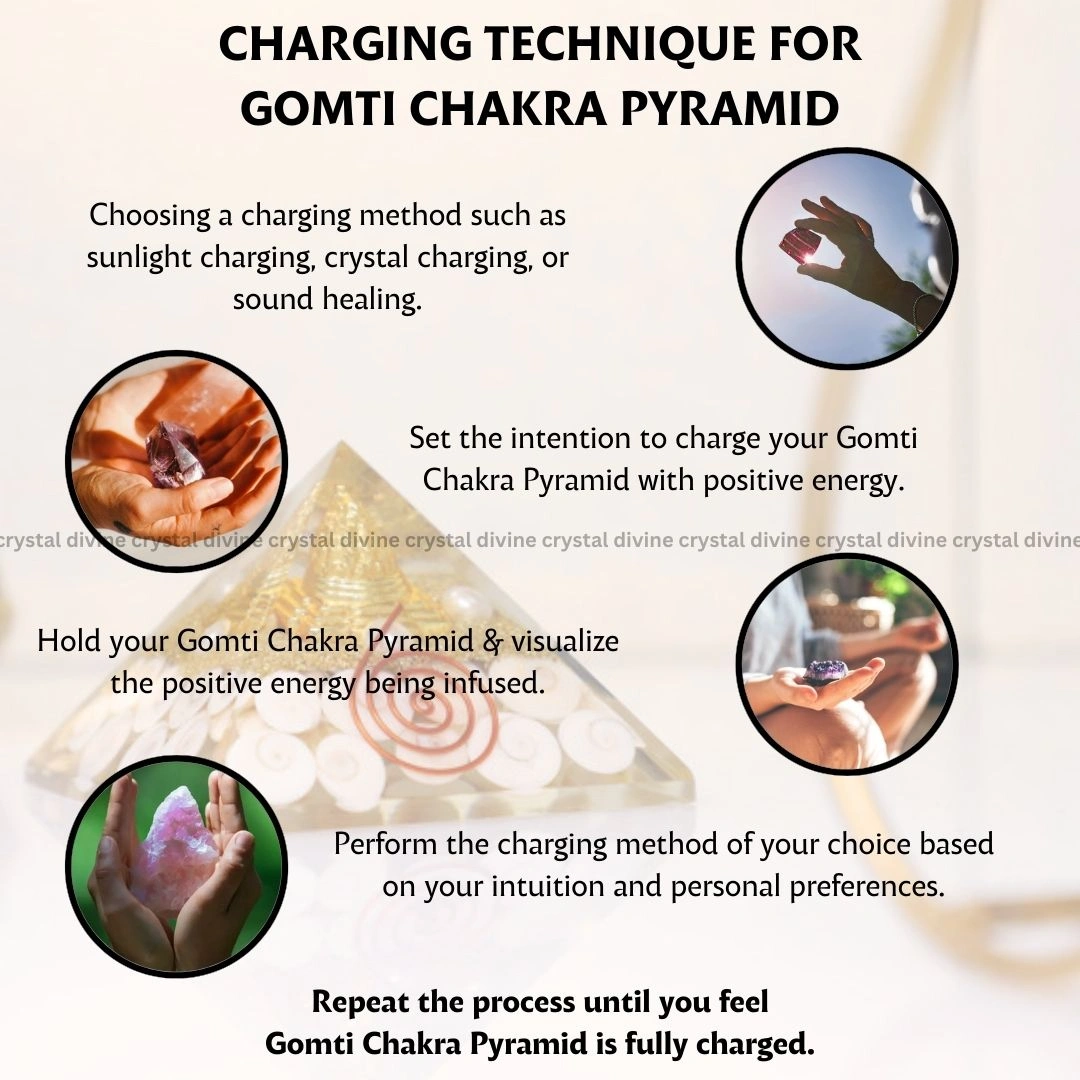 CHARGING TECHNIQUE FOR
GOMTI CHAKRA PYRAMID
Choosing a charging method such as
sunlight charging, crystal charging, or
sound healing.
Set the intention to charge your Gomti
Chakra Pyramid with positive energy.
crystal divine crystal divine crystal divine crystal divine crystal divine crystal divine crystal divine crystal divine
Hold your Gomti Chakra Pyramid & visualize
the positive energy being infused.
Perform the charging method of your choice based
on your intuition and personal preferences.
Repeat the process until you feel
Gomti Chakra Pyramid is fully charged.